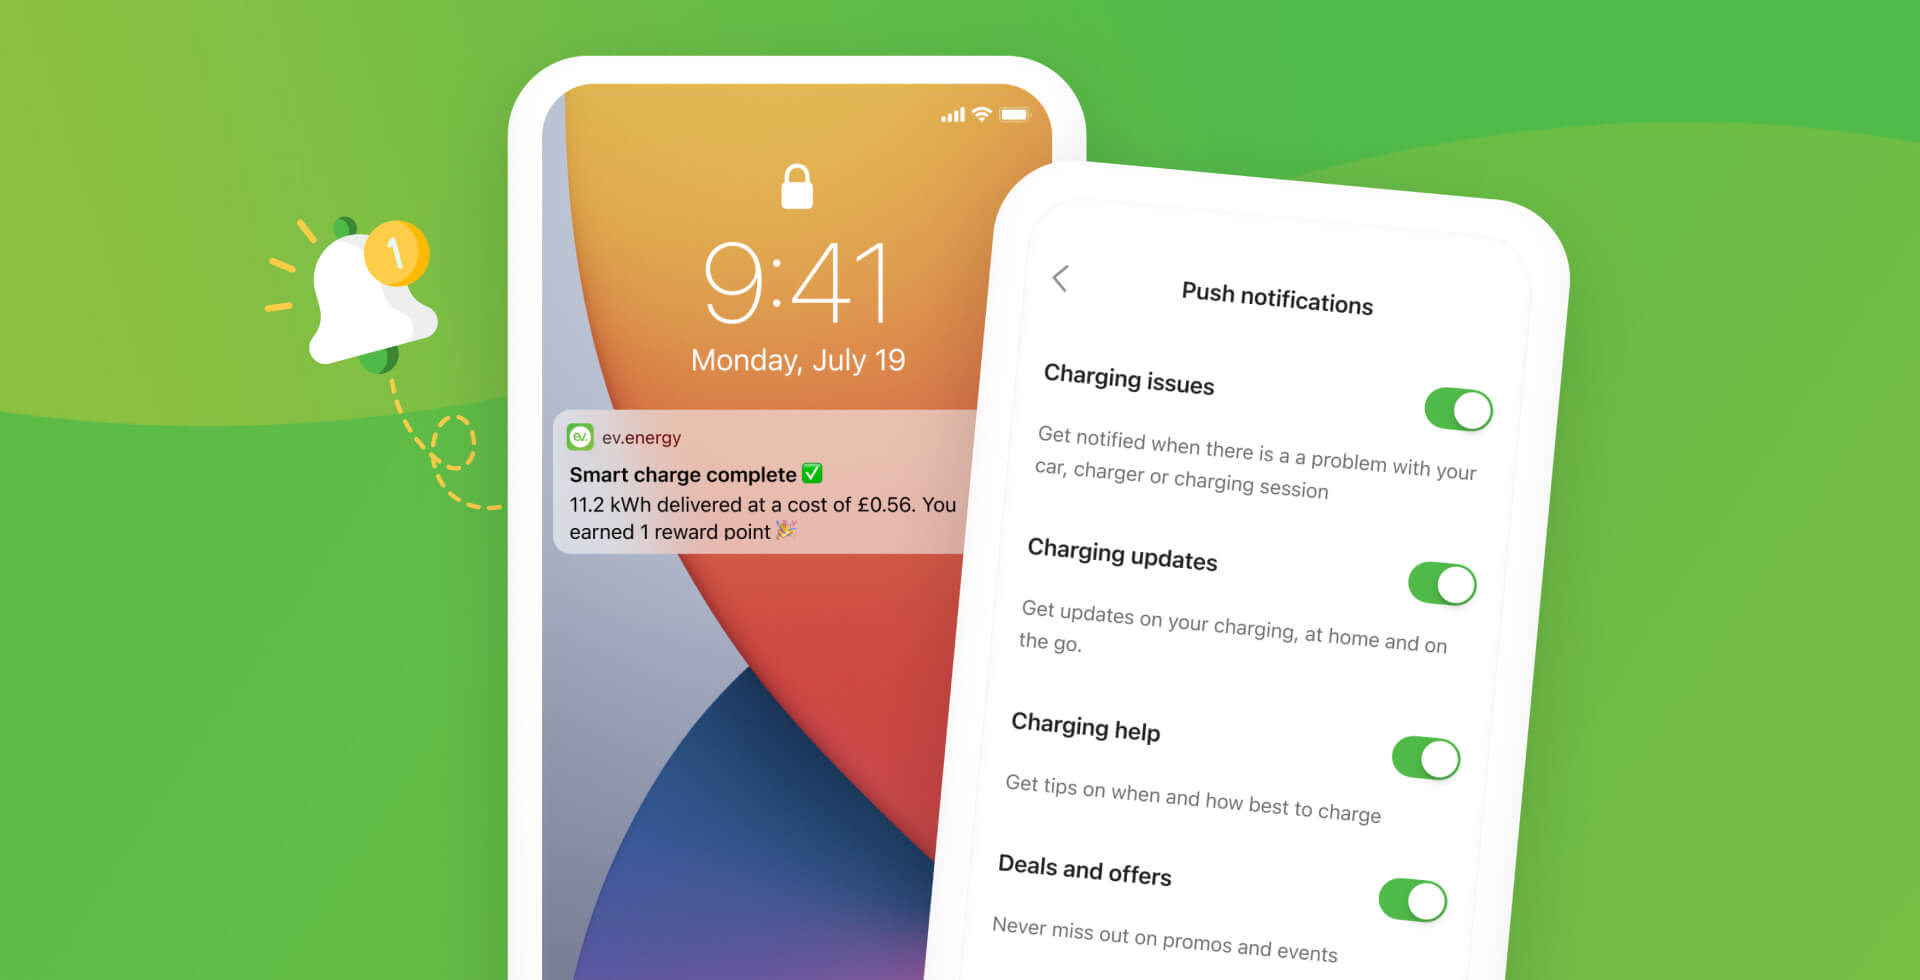 1
9:41
Monday, July 19
ev.
ev.energy
Smart charge complete ✅
11.2 kWh delivered at a cost of £0.56. You
earned 1 reward point 🎉
Push notifications
Charging issues
Get notified when there is a a problem with your
car, charger or charging session
Charging updates
Get updates on your charging, at home and on
the go.
Charging help
Get tips on when and how best to charge
Deals and offers
Never miss out on promos and events